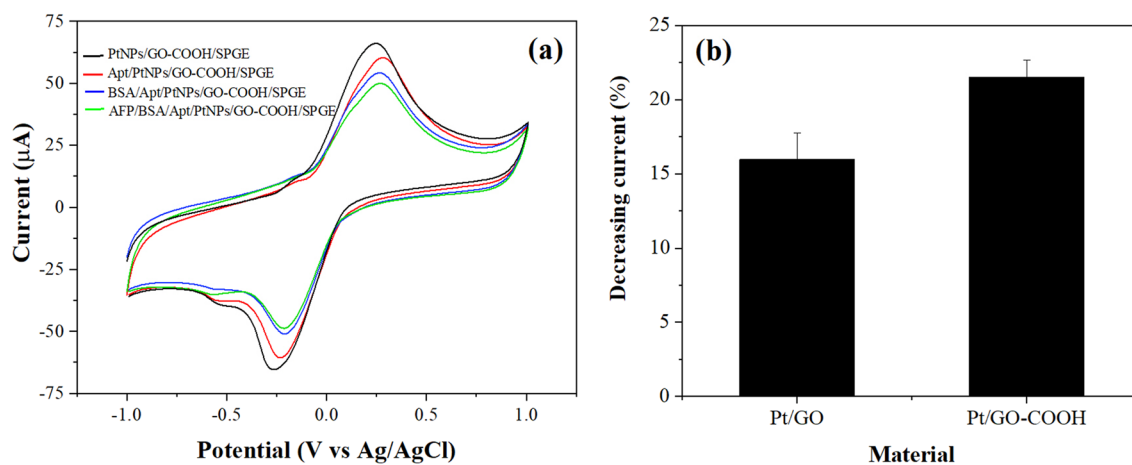 (a)
PtNPs/GO-COOH/SPGE
Apt/PtNPs/GO-COOH/SPGE
BSA/Apt/PtNPs/GO-COOH/SPGE
AFP/BSA/Apt/PtNPs/GO-COOH/SPGE
75
50
25
0
-25
-50
-75
Current (µA)
-1.0
-0.5
0.0
0.5
1.0
Potential (V vs Ag/AgCl)
(b)
25
20
15
10
5
0
Decreasing current (%)
Pt/GO
Pt/GO-COOH
Material